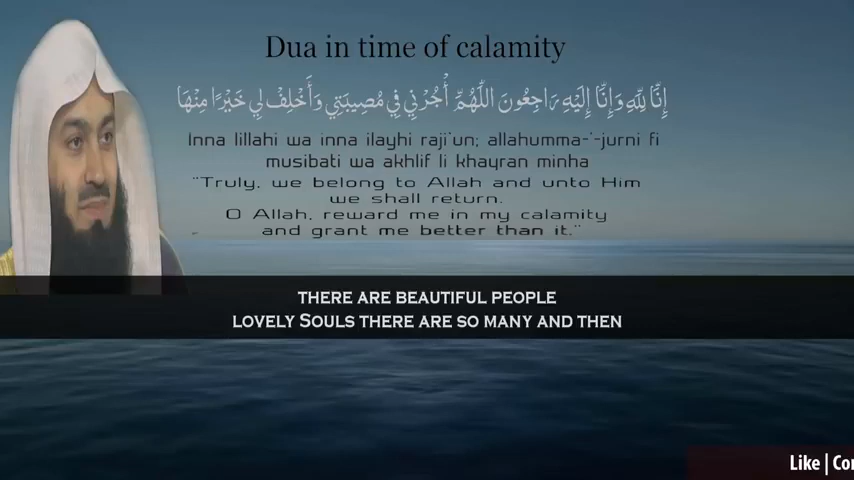 Dua in time of calamity
إِنَّا لِلَّهِ وَإِنَّا إِلَيْهِ رَاجِعُونَ اللَّهُمَّ أْجُرْنِي فِي مُصِيبَتِي وَأَخْلِفْ لِي خَيْرًا مِنْهَا
Inna lillahi wa inna ilayhi raji'un; allahumma-'-jurni fi
musibati wa akhlif li khayran minha
"Truly, we belong to Allah and unto Him
we shall return.
O Allah, reward me in my calamity
and grant me better than it."
THERE ARE BEAUTIFUL PEOPLE
LOVELY SOULS THERE ARE SO MANY AND THEN
Like |